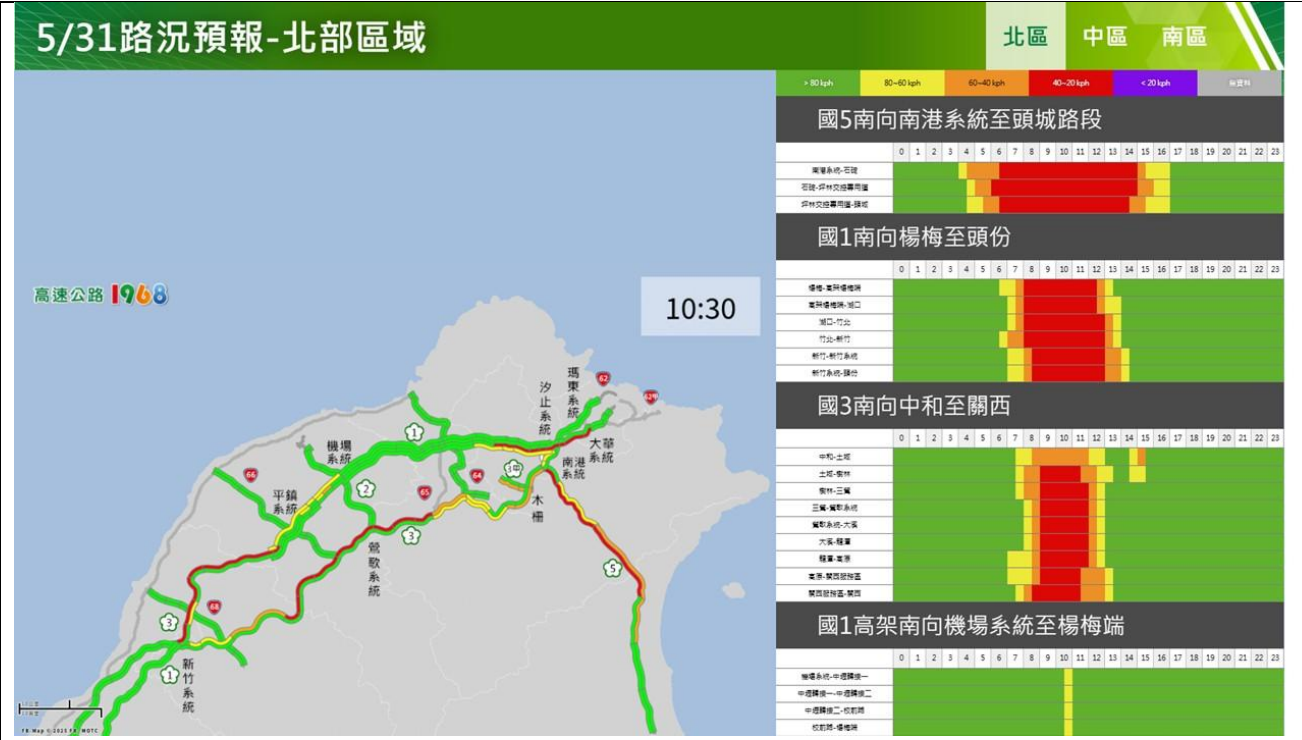 5/31路況預報-北部區域
北區 中區 南區
> 80 kph 80~60 kph 60~40 kph 40~20 kph < 20 kph 無資料
國5南向南港系統至頭城路段
0 1 2 3 4 5 6 7 8 9 10 11 12 13 14 15 16 17 18 19 20 21 22 23
南港系統-石碇
石碇-坪林交控專用道
坪林交控專用道-頭城
國1南向楊梅至頭份
0 1 2 3 4 5 6 7 8 9 10 11 12 13 14 15 16 17 18 19 20 21 22 23
楊梅-高架楊梅端
高架楊梅端-湖口
湖口-竹北
竹北-新竹
新竹-新竹系統
新竹系統-頭份
國3南向中和至關西
0 1 2 3 4 5 6 7 8 9 10 11 12 13 14 15 16 17 18 19 20 21 22 23
中和-土城
土城-樹林
樹林-三鶯
三鶯-鶯歌系統
鶯歌系統-大溪
大溪-龍潭
龍潭-高原
高原-關西服務區
關西服務區-關西
國1高架南向機場系統至楊梅端
0 1 2 3 4 5 6 7 8 9 10 11 12 13 14 15 16 17 18 19 20 21 22 23
機場系統-中壢轉接一
中壢轉接一-中壢轉接二
中壢轉接二-校前路
校前路-楊梅端
高速公路1968
10:30
瑪東系統
62
62甲
汐止系統
大華系統
南港系統
1
機場系統
3甲
66
2
65
64
平鎮系統
木柵
3
鶯歌系統
5
68
3
1
新竹系統